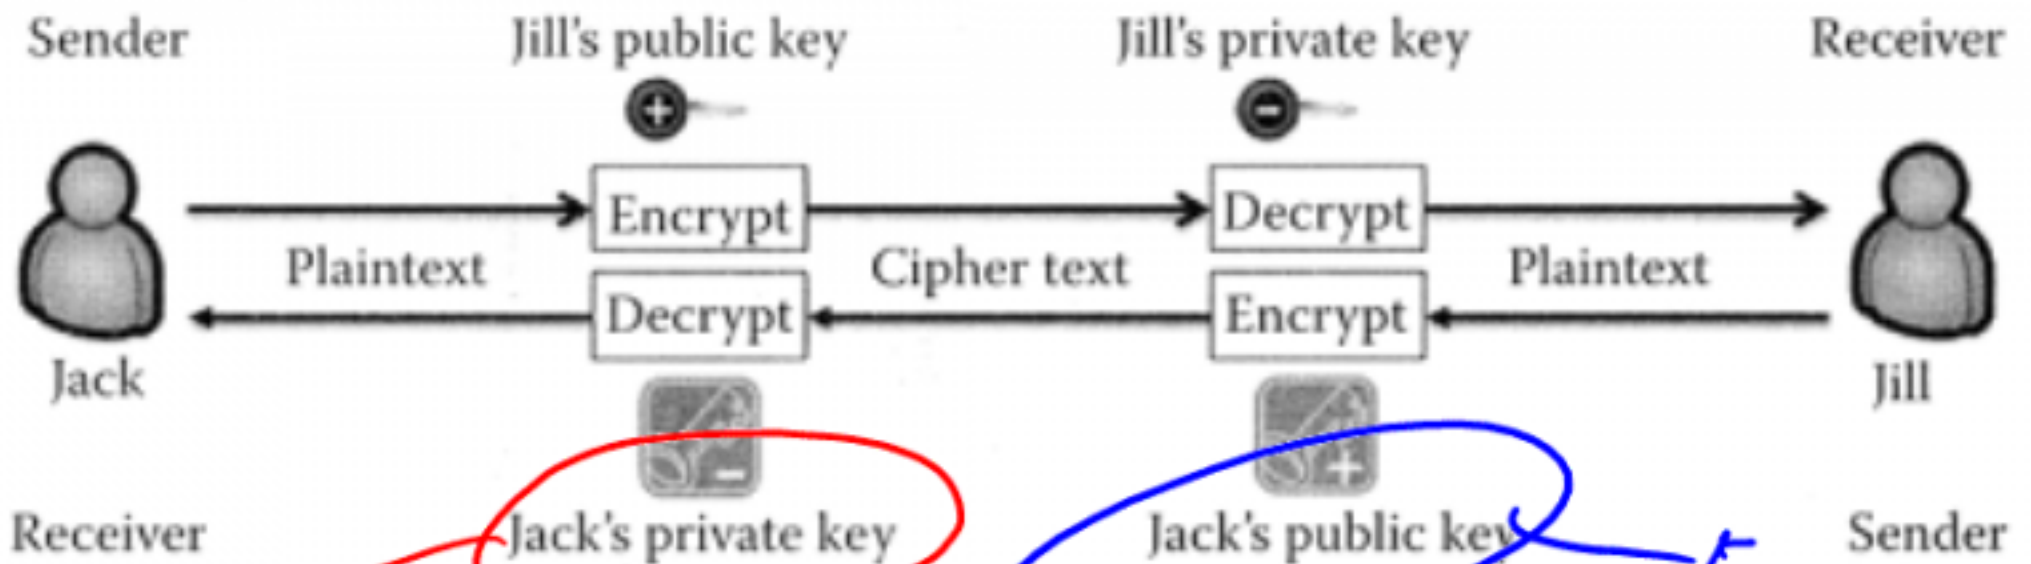 Sender Jill's public key Jill's private key Receiver
+ -
Encrypt Decrypt
Plaintext Cipher text Plaintext
Decrypt Encrypt
Jack Jill
- +
Receiver Jack's private key Jack's public key Sender